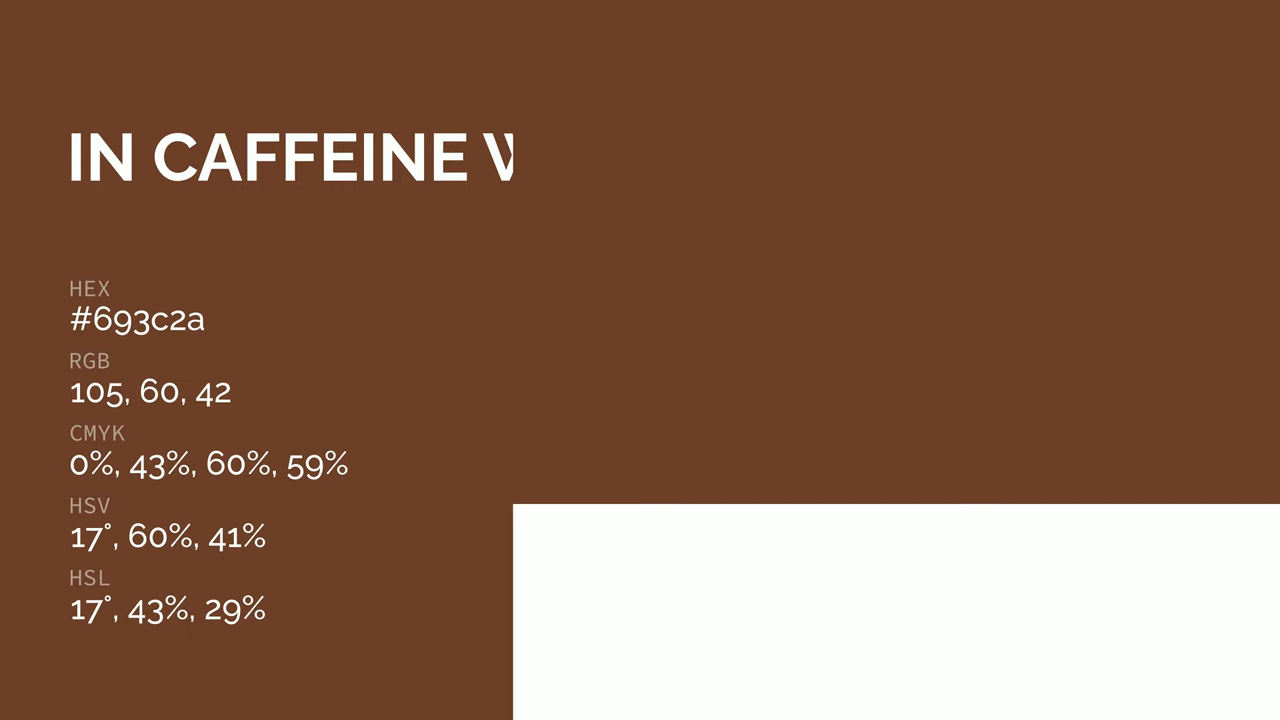 IN CAFFEINE
HEX
#693c2a
RGB
105, 60, 42
CMYK
0%, 43%, 60%, 59%
HSV
17°, 60%, 41%
HSL
17°, 43%, 29%